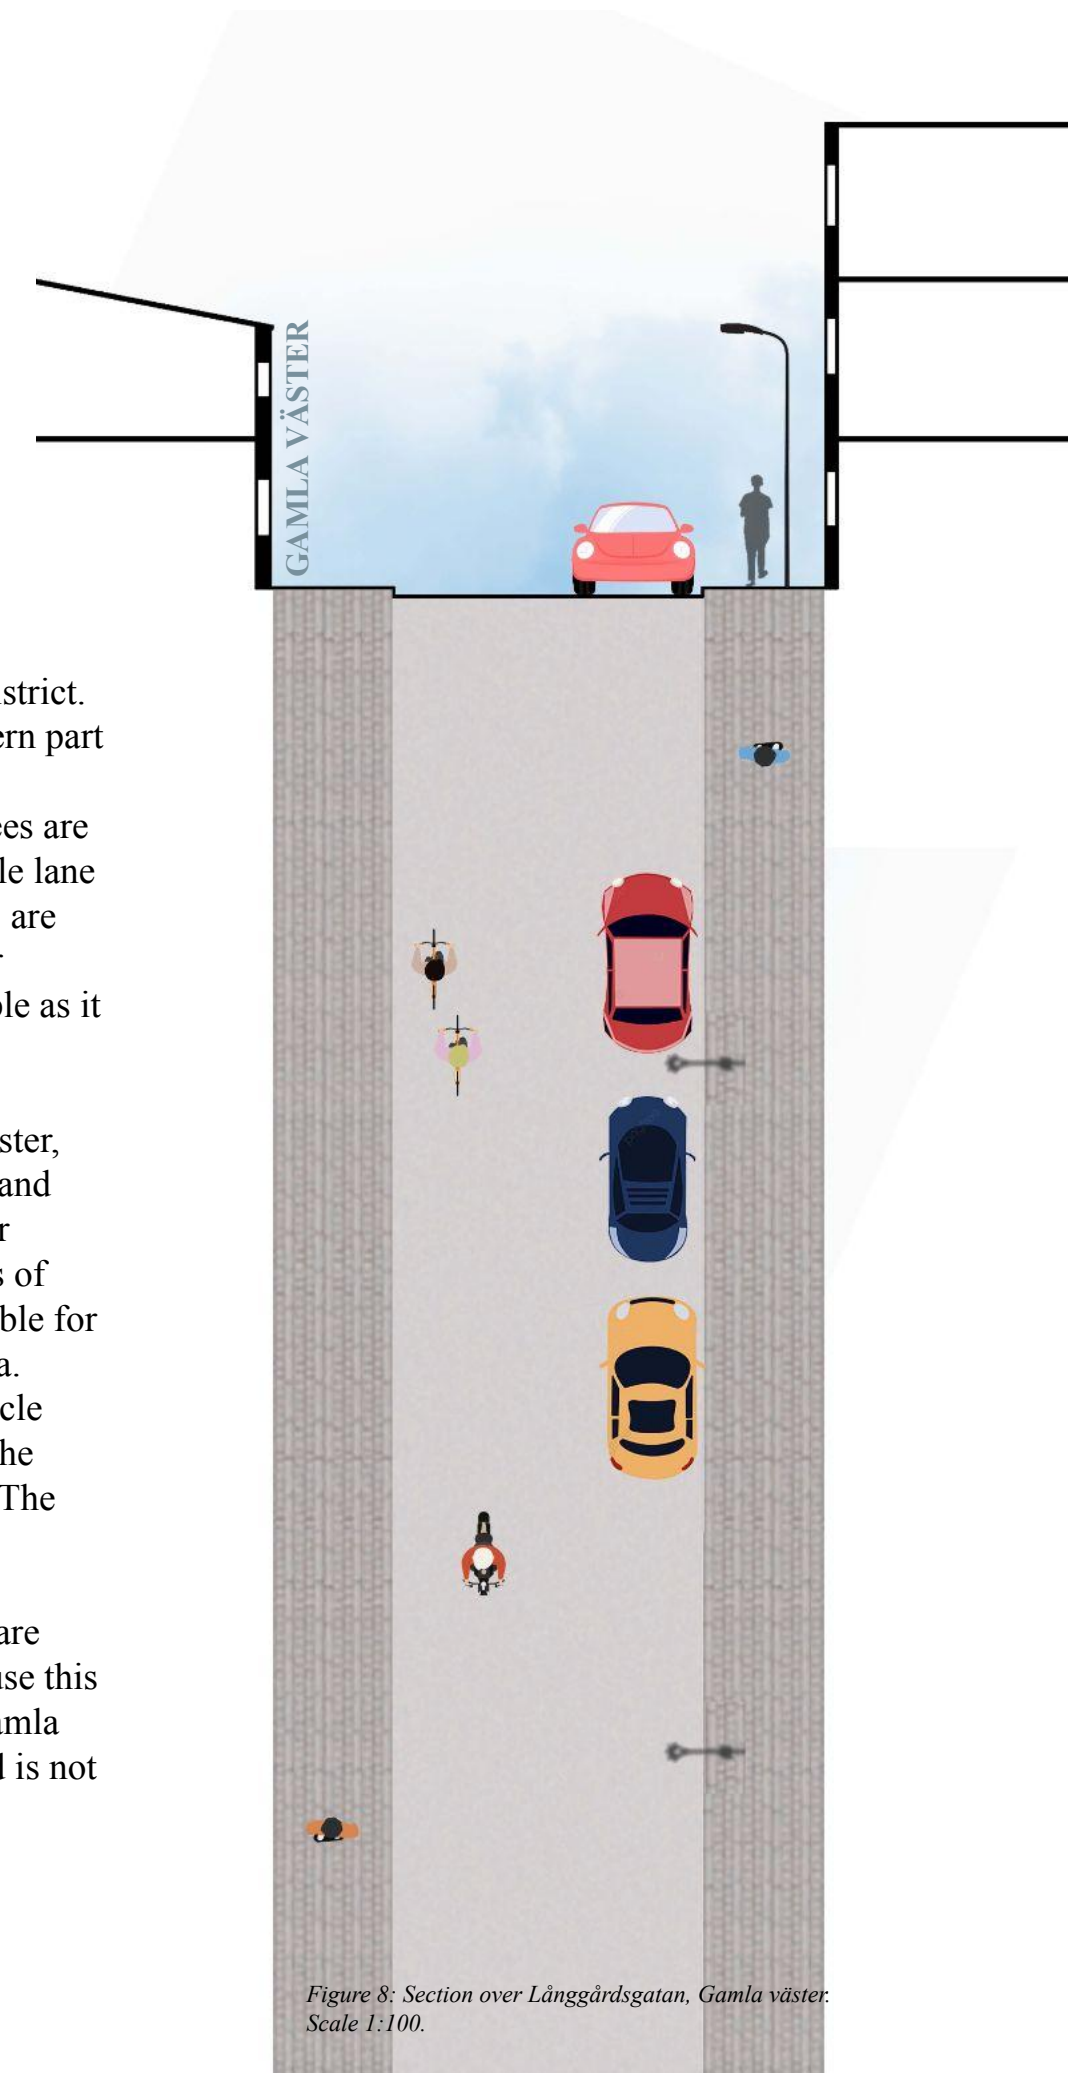 GAMLA VÄSTER
strict.
ern part
ees are
le lane
are
ble as it
ster,
and
r
s of
ble for
a.
cle
he
The
are
use this
amla
d is not
Figure 8: Section over Långgårdsgatan, Gamla väster.
Scale 1:100.